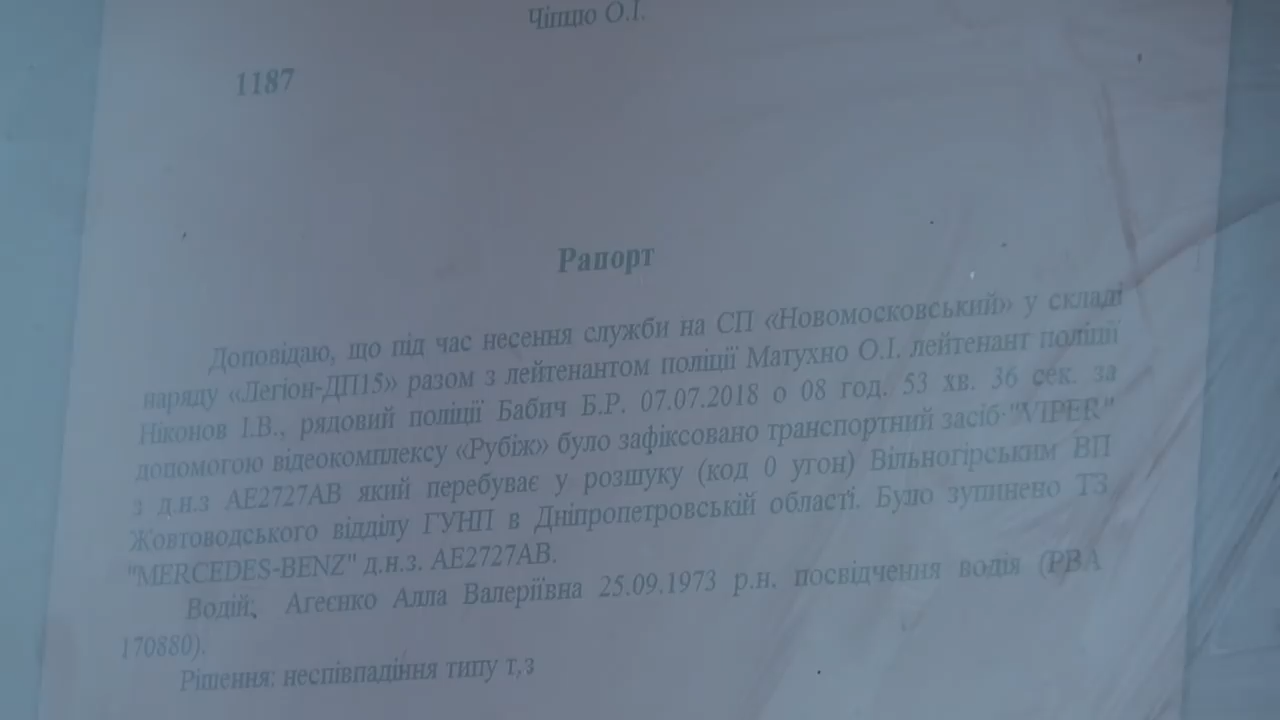 Чіпцю О.І.
1187
Рапорт
Доповідаю, що під час несення служби на СП «Новомосковський» у складі
наряду «Легіон-ДП15» разом з лейтенантом поліції Матухно О.І. лейтенант поліції
Ніконов І.В., рядовий поліції Бабич Б.Р. 07.07.2018 о 08 год. 53 хв. 36 сек. за
допомогою відеокомплексу «Рубіж» було зафіксовано транспортний засіб "VIPER"
з д.н.з АЕ2727АВ який перебуває у розшуку (код 0 угон) Вільногірським ВП
Жовтоводського відділу ГУНП в Дніпропетровській області. Було зупинено ТЗ
"MERCEDES-BENZ" д.н.з. АЕ2727АВ.
Водій: Агеєнко Алла Валеріївна 25.09.1973 р.н. посвідчення водія (РВА
170880).
Рішення: неспівпадіння типу т,з